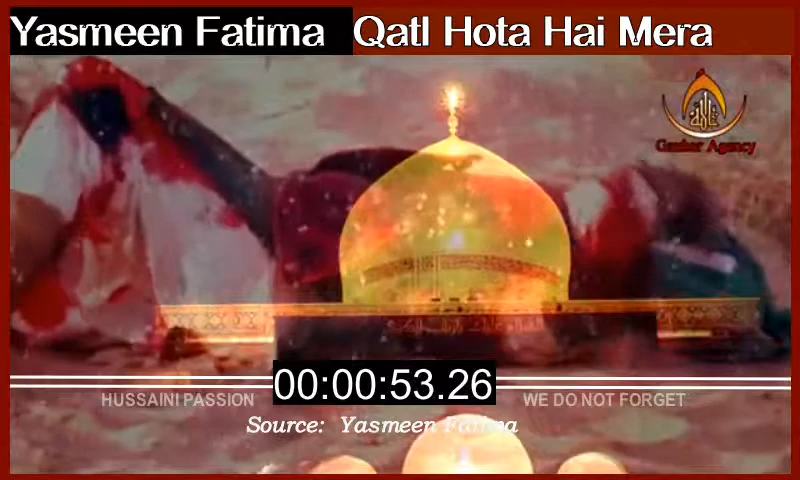 Yasmeen Fatima Qatl Hota Hai Mera
Gauher Agency
00:00:53.26
HUSSAINI PASSION WE DO NOT FORGET
Source: Yasmeen Fatima